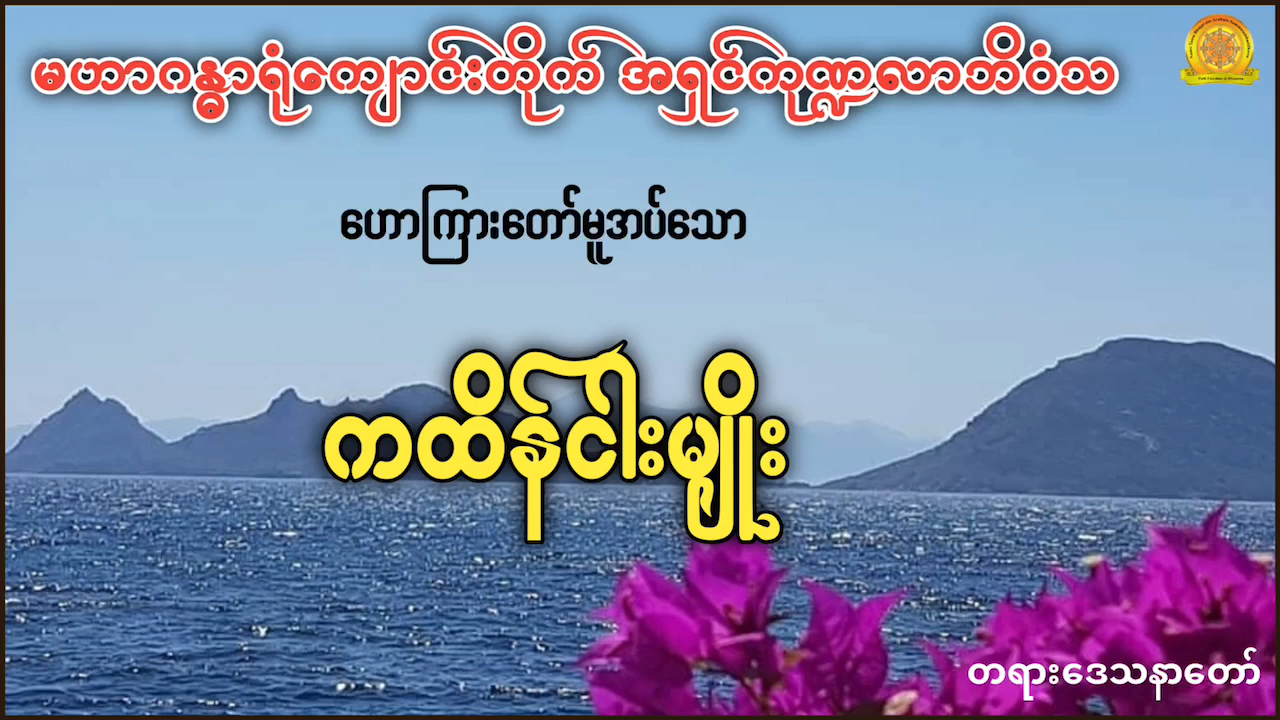 မဟာဂန္ဓာရုံကျောင်းတိုက် အရှင်ကုဏ္ဍလာဘိဝံသ
ဟောကြားတော်မူအပ်သော
ကထိန်ငါးမျိုး
တရားဒေသနာတော်